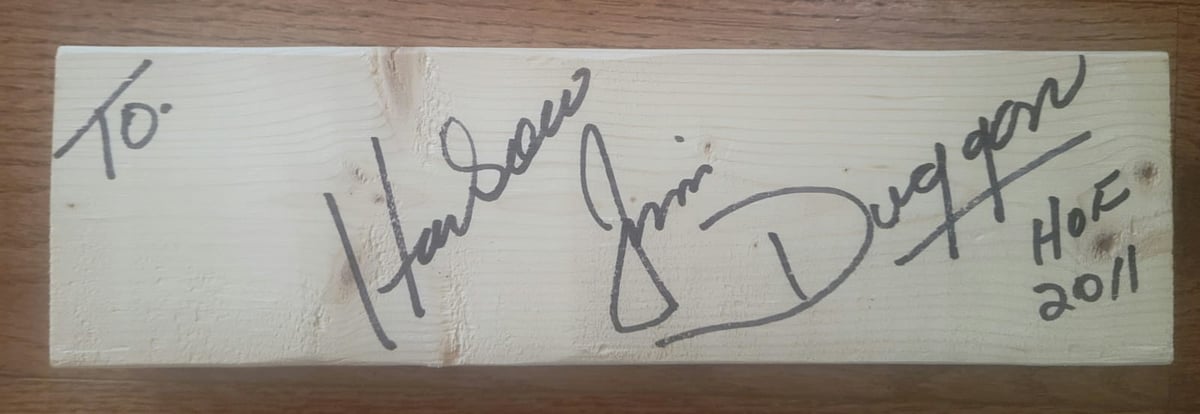 To.
Hacksaw Jim Duggan
HOF
2011